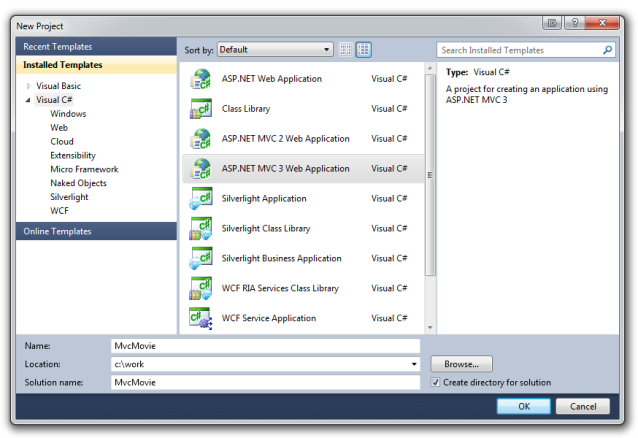 New Project
Recent Templates
Installed Templates
Visual Basic
Visual C#
Windows
Web
Cloud
Extensibility
Micro Framework
Naked Objects
Silverlight
WCF
Online Templates
Sort by: Default
ASP.NET Web Application Visual C#
Class Library Visual C#
ASP.NET MVC 2 Web Application Visual C#
ASP.NET MVC 3 Web Application Visual C#
Silverlight Application Visual C#
Silverlight Class Library Visual C#
Silverlight Business Application Visual C#
WCF RIA Services Class Library Visual C#
WCF Service Application Visual C#
Search Installed Templates
Type: Visual C#
A project for creating an application using
ASP.NET MVC 3
Name: MvcMovie
Location: c:\work Browse...
Solution name: MvcMovie Create directory for solution
OK Cancel